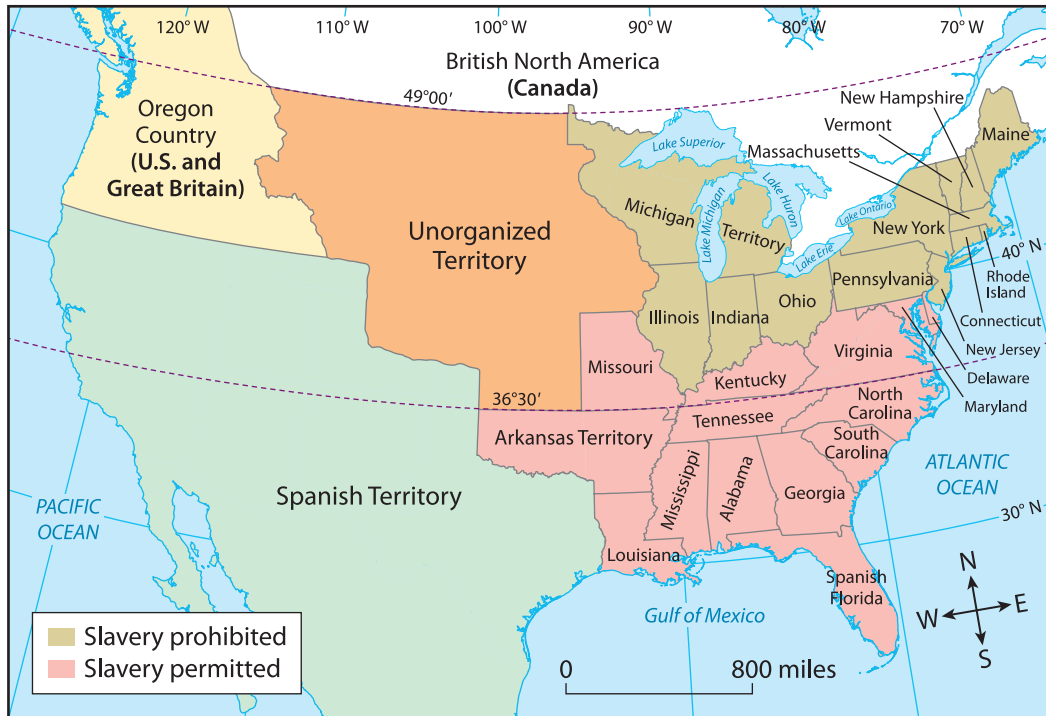 120° W
110° W
100° W
90° W
80° W
70° W
British North America
(Canada)
49°00′
New Hampshire
Vermont
Massachusetts
Maine
Oregon
Country
(U.S. and
Great Britain)
Lake Superior
Lake Michigan
Lake Huron
Lake Ontario
Lake Erie
Michigan
Territory
New York
Unorganized
Territory
40° N
Rhode
Island
Pennsylvania
Connecticut
Illinois
Indiana
Ohio
New Jersey
Missouri
Virginia
Delaware
Kentucky
Maryland
36°30′
North
Carolina
Tennessee
Arkansas Territory
South
Carolina
ATLANTIC
OCEAN
Spanish Territory
Mississippi
Alabama
Georgia
PACIFIC
OCEAN
30° N
Louisiana
Spanish
Florida
Gulf of Mexico
N
W
E
S
Slavery prohibited
Slavery permitted
0
800 miles